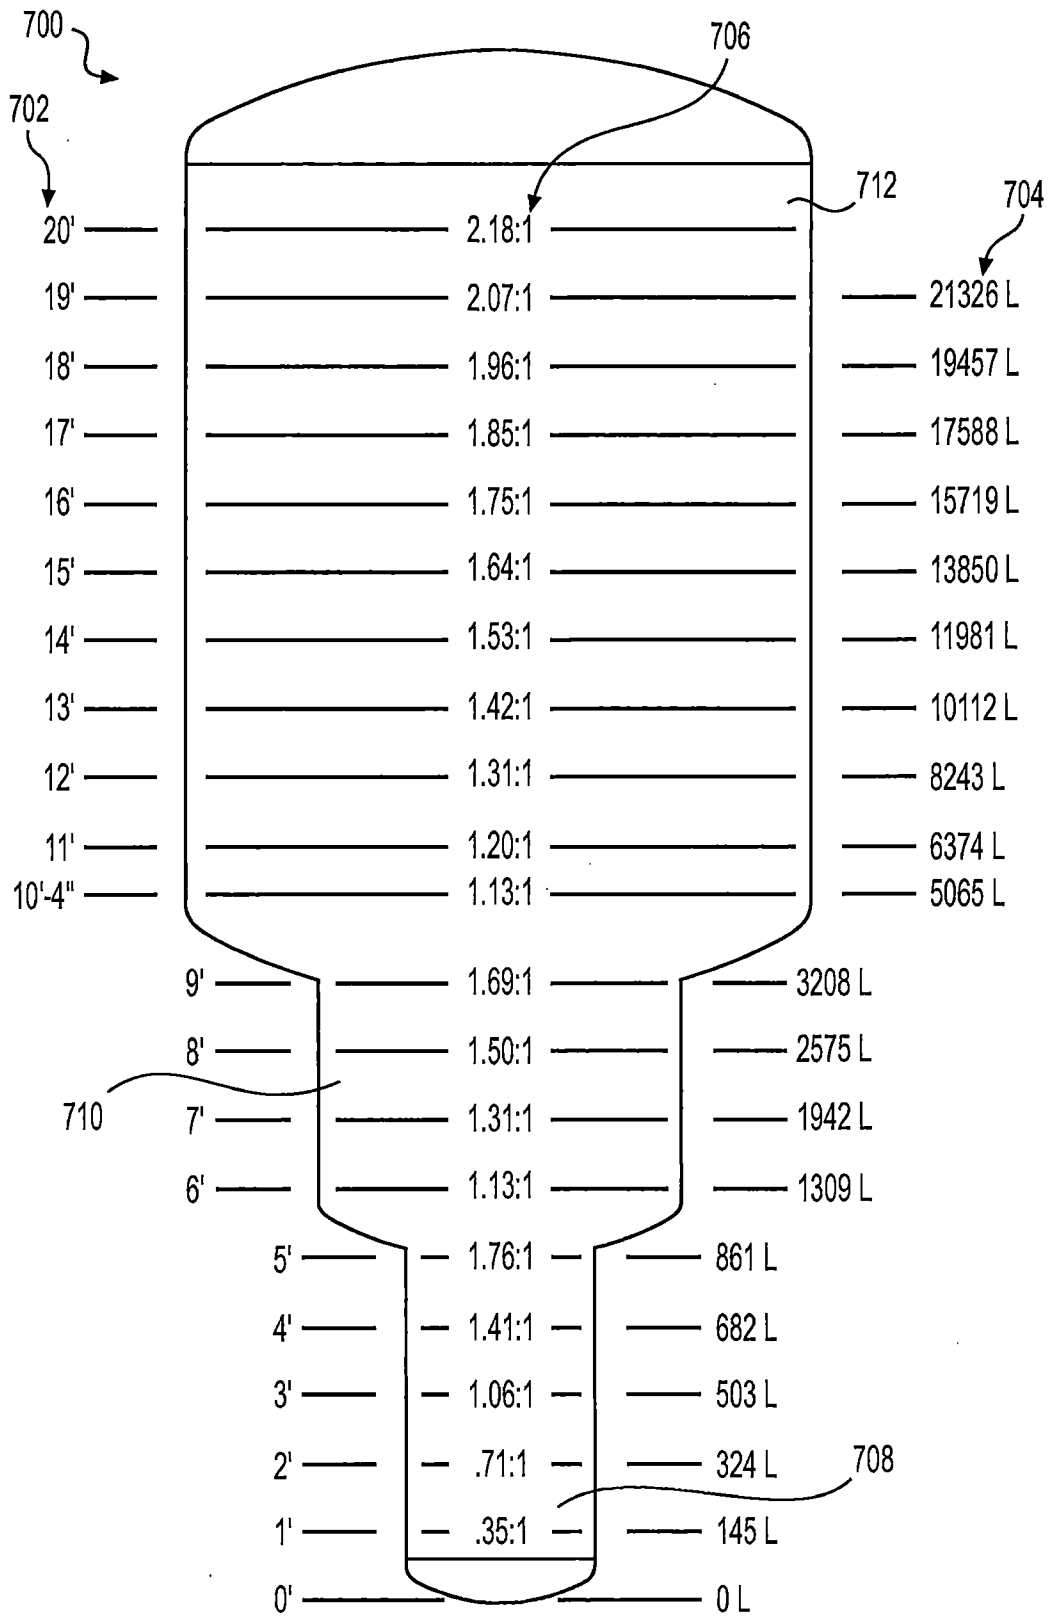 700
706
702
712
704
20' 2.18:1
19' 2.07:1 21326 L
18' 1.96:1 19457 L
17' 1.85:1 17588 L
16' 1.75:1 15719 L
15' 1.64:1 13850 L
14' 1.53:1 11981 L
13' 1.42:1 10112 L
12' 1.31:1 8243 L
11' 1.20:1 6374 L
10'-4" 1.13:1 5065 L
9' 1.69:1 3208 L
8' 1.50:1 2575 L
710
7' 1.31:1 1942 L
6' 1.13:1 1309 L
5' 1.76:1 861 L
4' 1.41:1 682 L
3' 1.06:1 503 L
2' .71:1 324 L
708
1' .35:1 145 L
0' 0 L